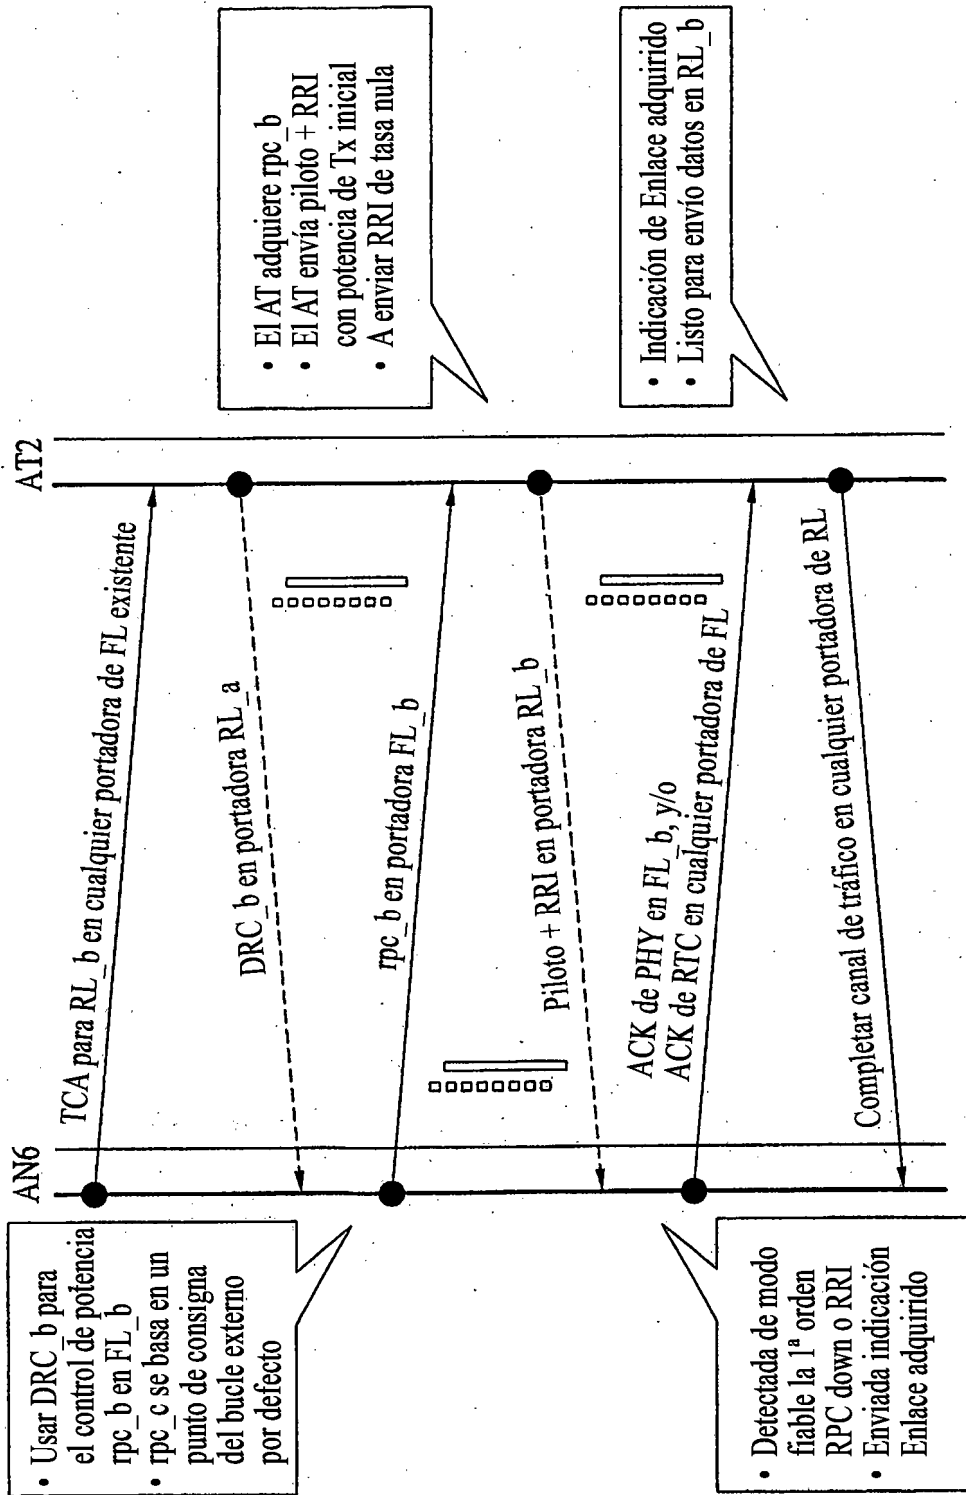 AN6
AT2
TCA para RL_b en cualquier portadora de FL existente
DRC_b en portadora RL_a
• Usar DRC_b para
el control de potencia
rpc_b en FL_b
• rpc_c se basa en un
punto de consigna
del bucle externo
por defecto
• El AT adquiere rpc_b
• El AT envía piloto + RRI
con potencia de Tx inicial
• A enviar RRI de tasa nula
rpc_b en portadora FL_b
Piloto + RRI en portadora RL_b
• Detectada de modo
fiable la 1ª orden
RPC down o RRI
• Enviada indicación
Enlace adquirido
ACK de PHY en FL_b, y/o
ACK de RTC en cualquier portadora de FL
• Indicación de Enlace adquirido
• Listo para envío datos en RL_b
Completar canal de tráfico en cualquier portadora de RL